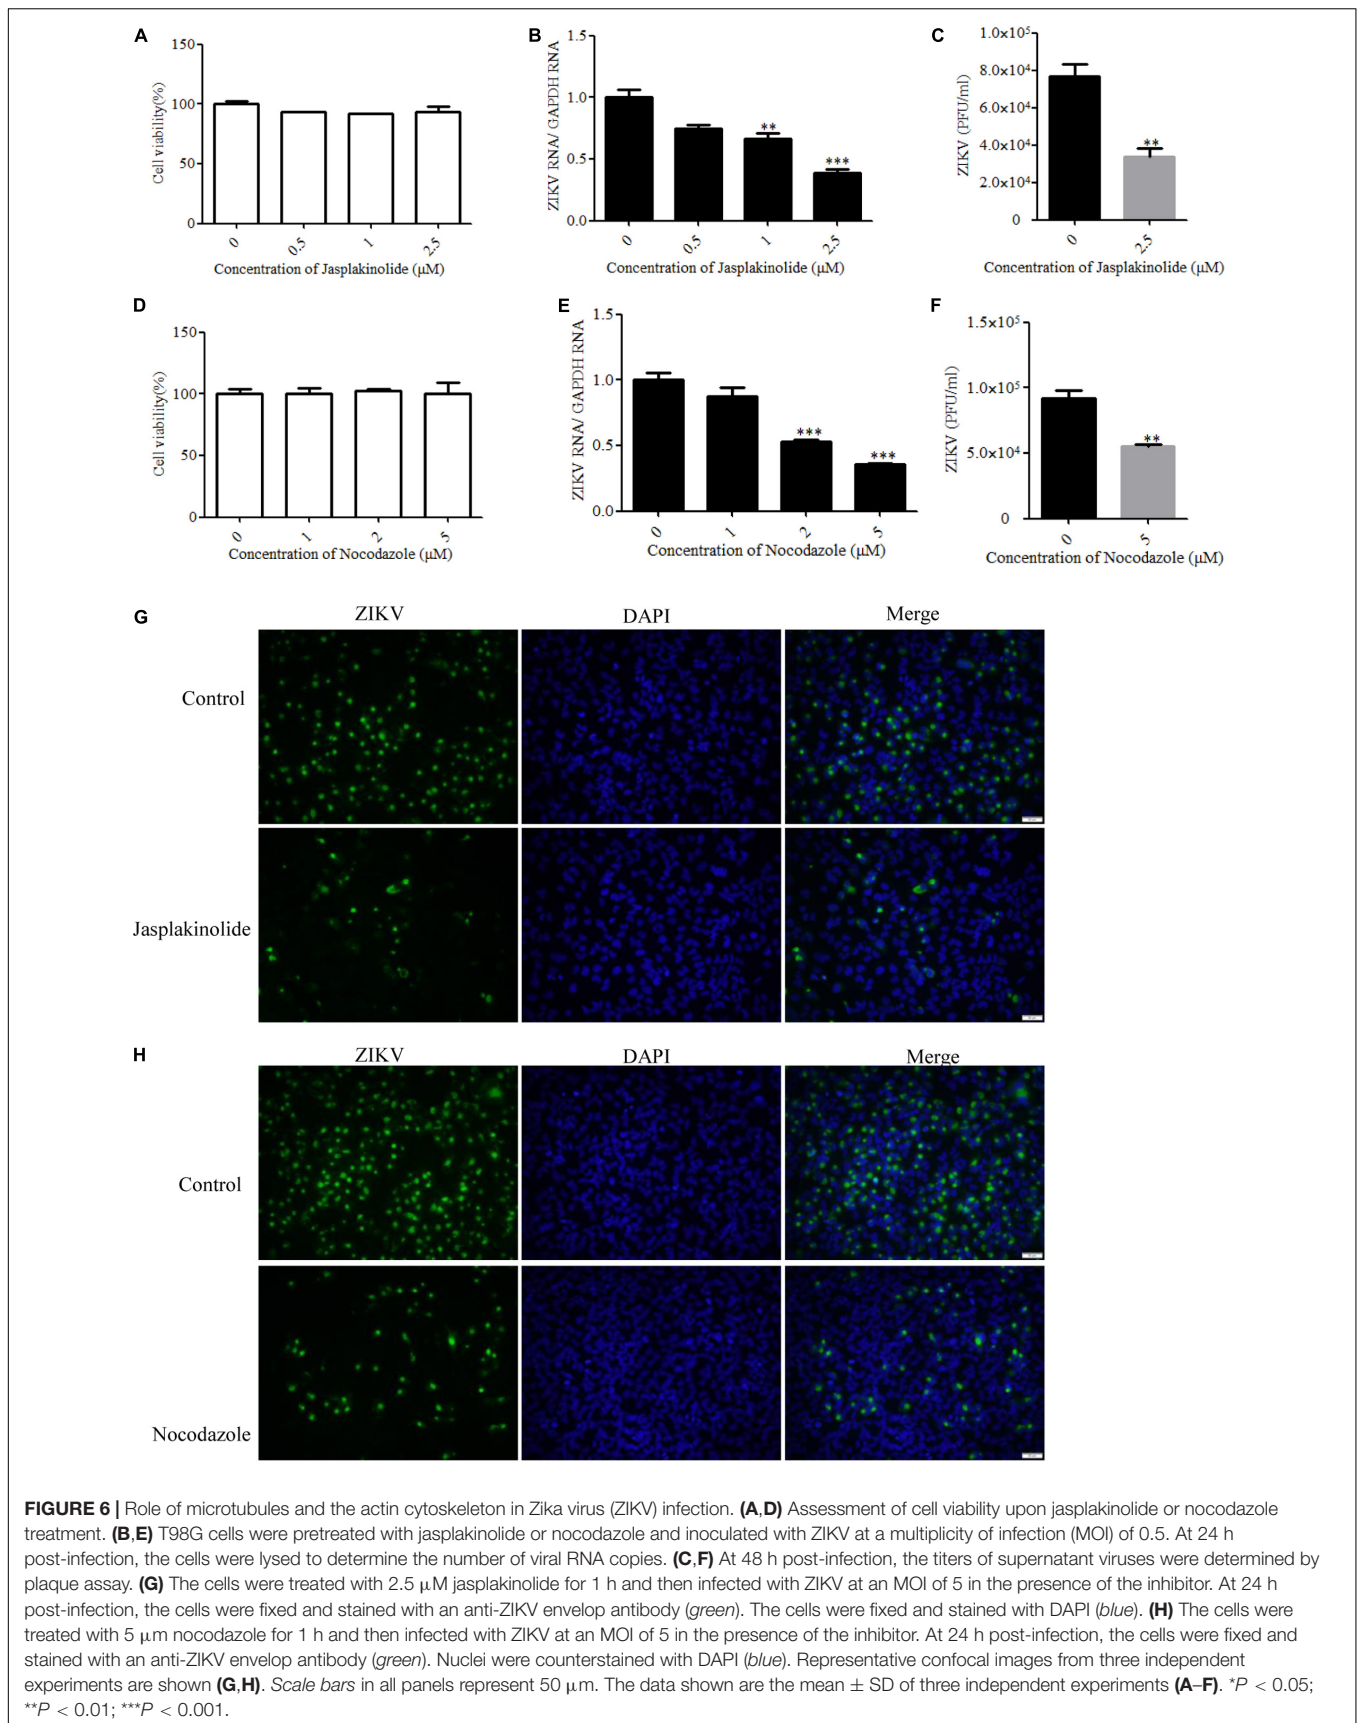 A
150
100
50
0
Cell viability(%)
0
0.5
1
2.5
Concentration of Jasplakinolide (μM)
B
1.5
1.0
0.5
0.0
ZIKV RNA/ GAPDH RNA
**
***
0
0.5
1
2.5
Concentration of Jasplakinolide (μM)
C
1.0x10⁵
8.0x10⁴
6.0x10⁴
4.0x10⁴
2.0x10⁴
0
ZIKV (PFU/ml)
**
0
2.5
Concentration of Jasplakinolide (μM)
D
150
100
50
0
Cell viability(%)
0
1
2
5
Concentration of Nocodazole (μM)
E
1.5
1.0
0.5
0.0
ZIKV RNA/ GAPDH RNA
***
***
0
1
2
5
Concentration of Nocodazole (μM)
F
1.5x10⁵
1.0x10⁵
5.0x10⁴
0
ZIKV (PFU/ml)
**
0
5
Concentration of Nocodazole (μM)
G
ZIKV DAPI Merge
Control
Jasplakinolide
H
ZIKV DAPI Merge
Control
Nocodazole
FIGURE 6 | Role of microtubules and the actin cytoskeleton in Zika virus (ZIKV) infection. (A,D) Assessment of cell viability upon jasplakinolide or nocodazole
treatment. (B,E) T98G cells were pretreated with jasplakinolide or nocodazole and inoculated with ZIKV at a multiplicity of infection (MOI) of 0.5. At 24 h
post-infection, the cells were lysed to determine the number of viral RNA copies. (C,F) At 48 h post-infection, the titers of supernatant viruses were determined by
plaque assay. (G) The cells were treated with 2.5 μM jasplakinolide for 1 h and then infected with ZIKV at an MOI of 5 in the presence of the inhibitor. At 24 h
post-infection, the cells were fixed and stained with an anti-ZIKV envelop antibody (green). The cells were fixed and stained with DAPI (blue). (H) The cells were
treated with 5 μm nocodazole for 1 h and then infected with ZIKV at an MOI of 5 in the presence of the inhibitor. At 24 h post-infection, the cells were fixed and
stained with an anti-ZIKV envelop antibody (green). Nuclei were counterstained with DAPI (blue). Representative confocal images from three independent
experiments are shown (G,H). Scale bars in all panels represent 50 μm. The data shown are the mean ± SD of three independent experiments (A–F). *P < 0.05;
**P < 0.01; ***P < 0.001.